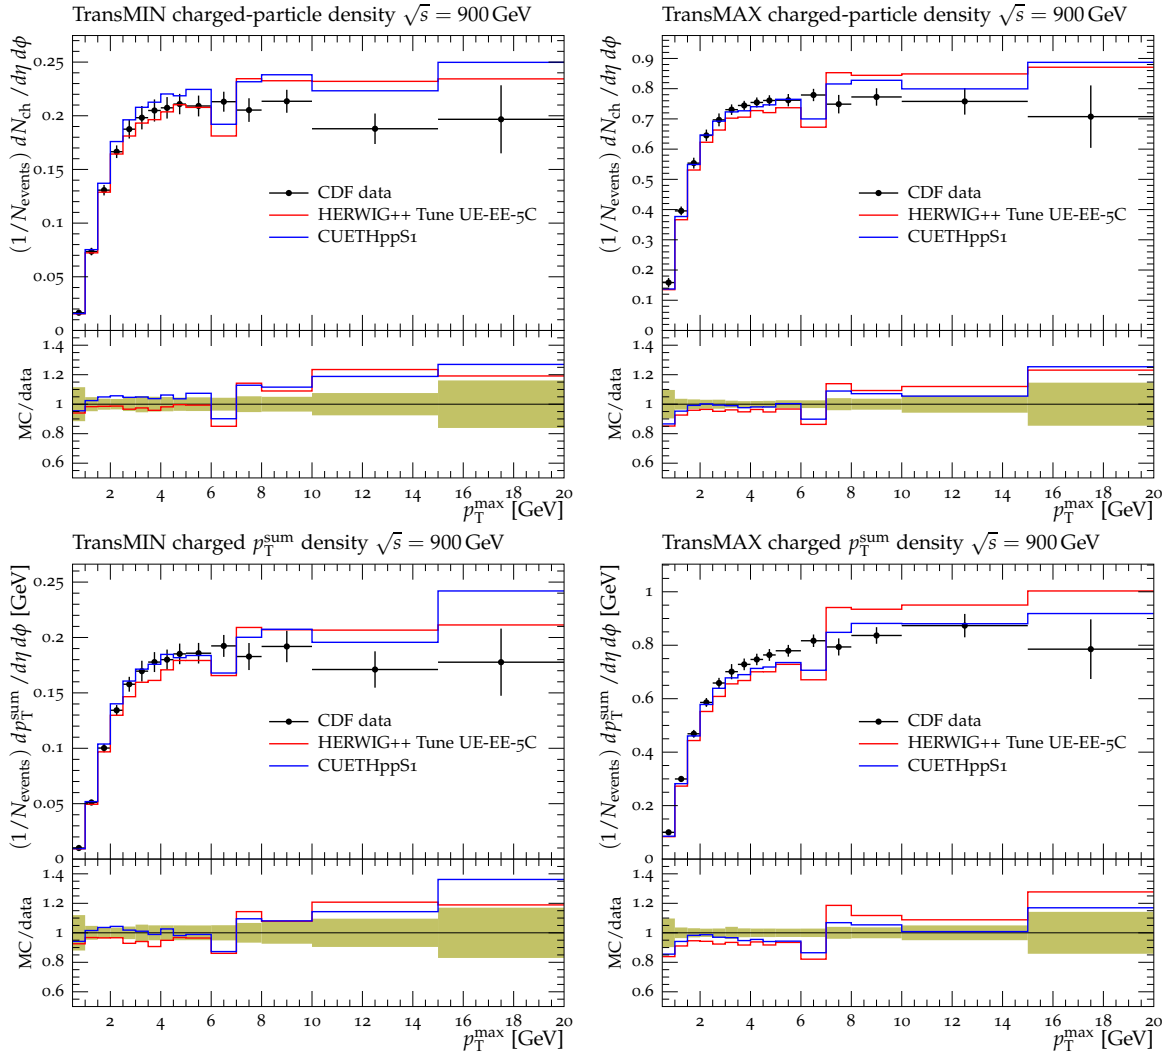 TransMIN charged-particle density √s = 900 GeV
(1/N_events) dN_ch/dη dφ
0.25
0.2
0.15
0.1
0.05
0
CDF data
HERWIG++ Tune UE-EE-5C
CUETHppS1
MC/data
1.4
1.2
1
0.8
0.6
2 4 6 8 10 12 14 16 18 20
p_T^max [GeV]
TransMAX charged-particle density √s = 900 GeV
(1/N_events) dN_ch/dη dφ
0.9
0.8
0.7
0.6
0.5
0.4
0.3
0.2
0.1
0
CDF data
HERWIG++ Tune UE-EE-5C
CUETHppS1
MC/data
1.4
1.2
1
0.8
0.6
2 4 6 8 10 12 14 16 18 20
p_T^max [GeV]
TransMIN charged p_T^sum density √s = 900 GeV
(1/N_events) dp_T^sum/dη dφ [GeV]
0.25
0.2
0.15
0.1
0.05
0
CDF data
HERWIG++ Tune UE-EE-5C
CUETHppS1
MC/data
1.4
1.2
1
0.8
0.6
2 4 6 8 10 12 14 16 18 20
p_T^max [GeV]
TransMAX charged p_T^sum density √s = 900 GeV
(1/N_events) dp_T^sum/dη dφ [GeV]
1
0.8
0.6
0.4
0.2
0
CDF data
HERWIG++ Tune UE-EE-5C
CUETHppS1
MC/data
1.4
1.2
1
0.8
0.6
2 4 6 8 10 12 14 16 18 20
p_T^max [GeV]